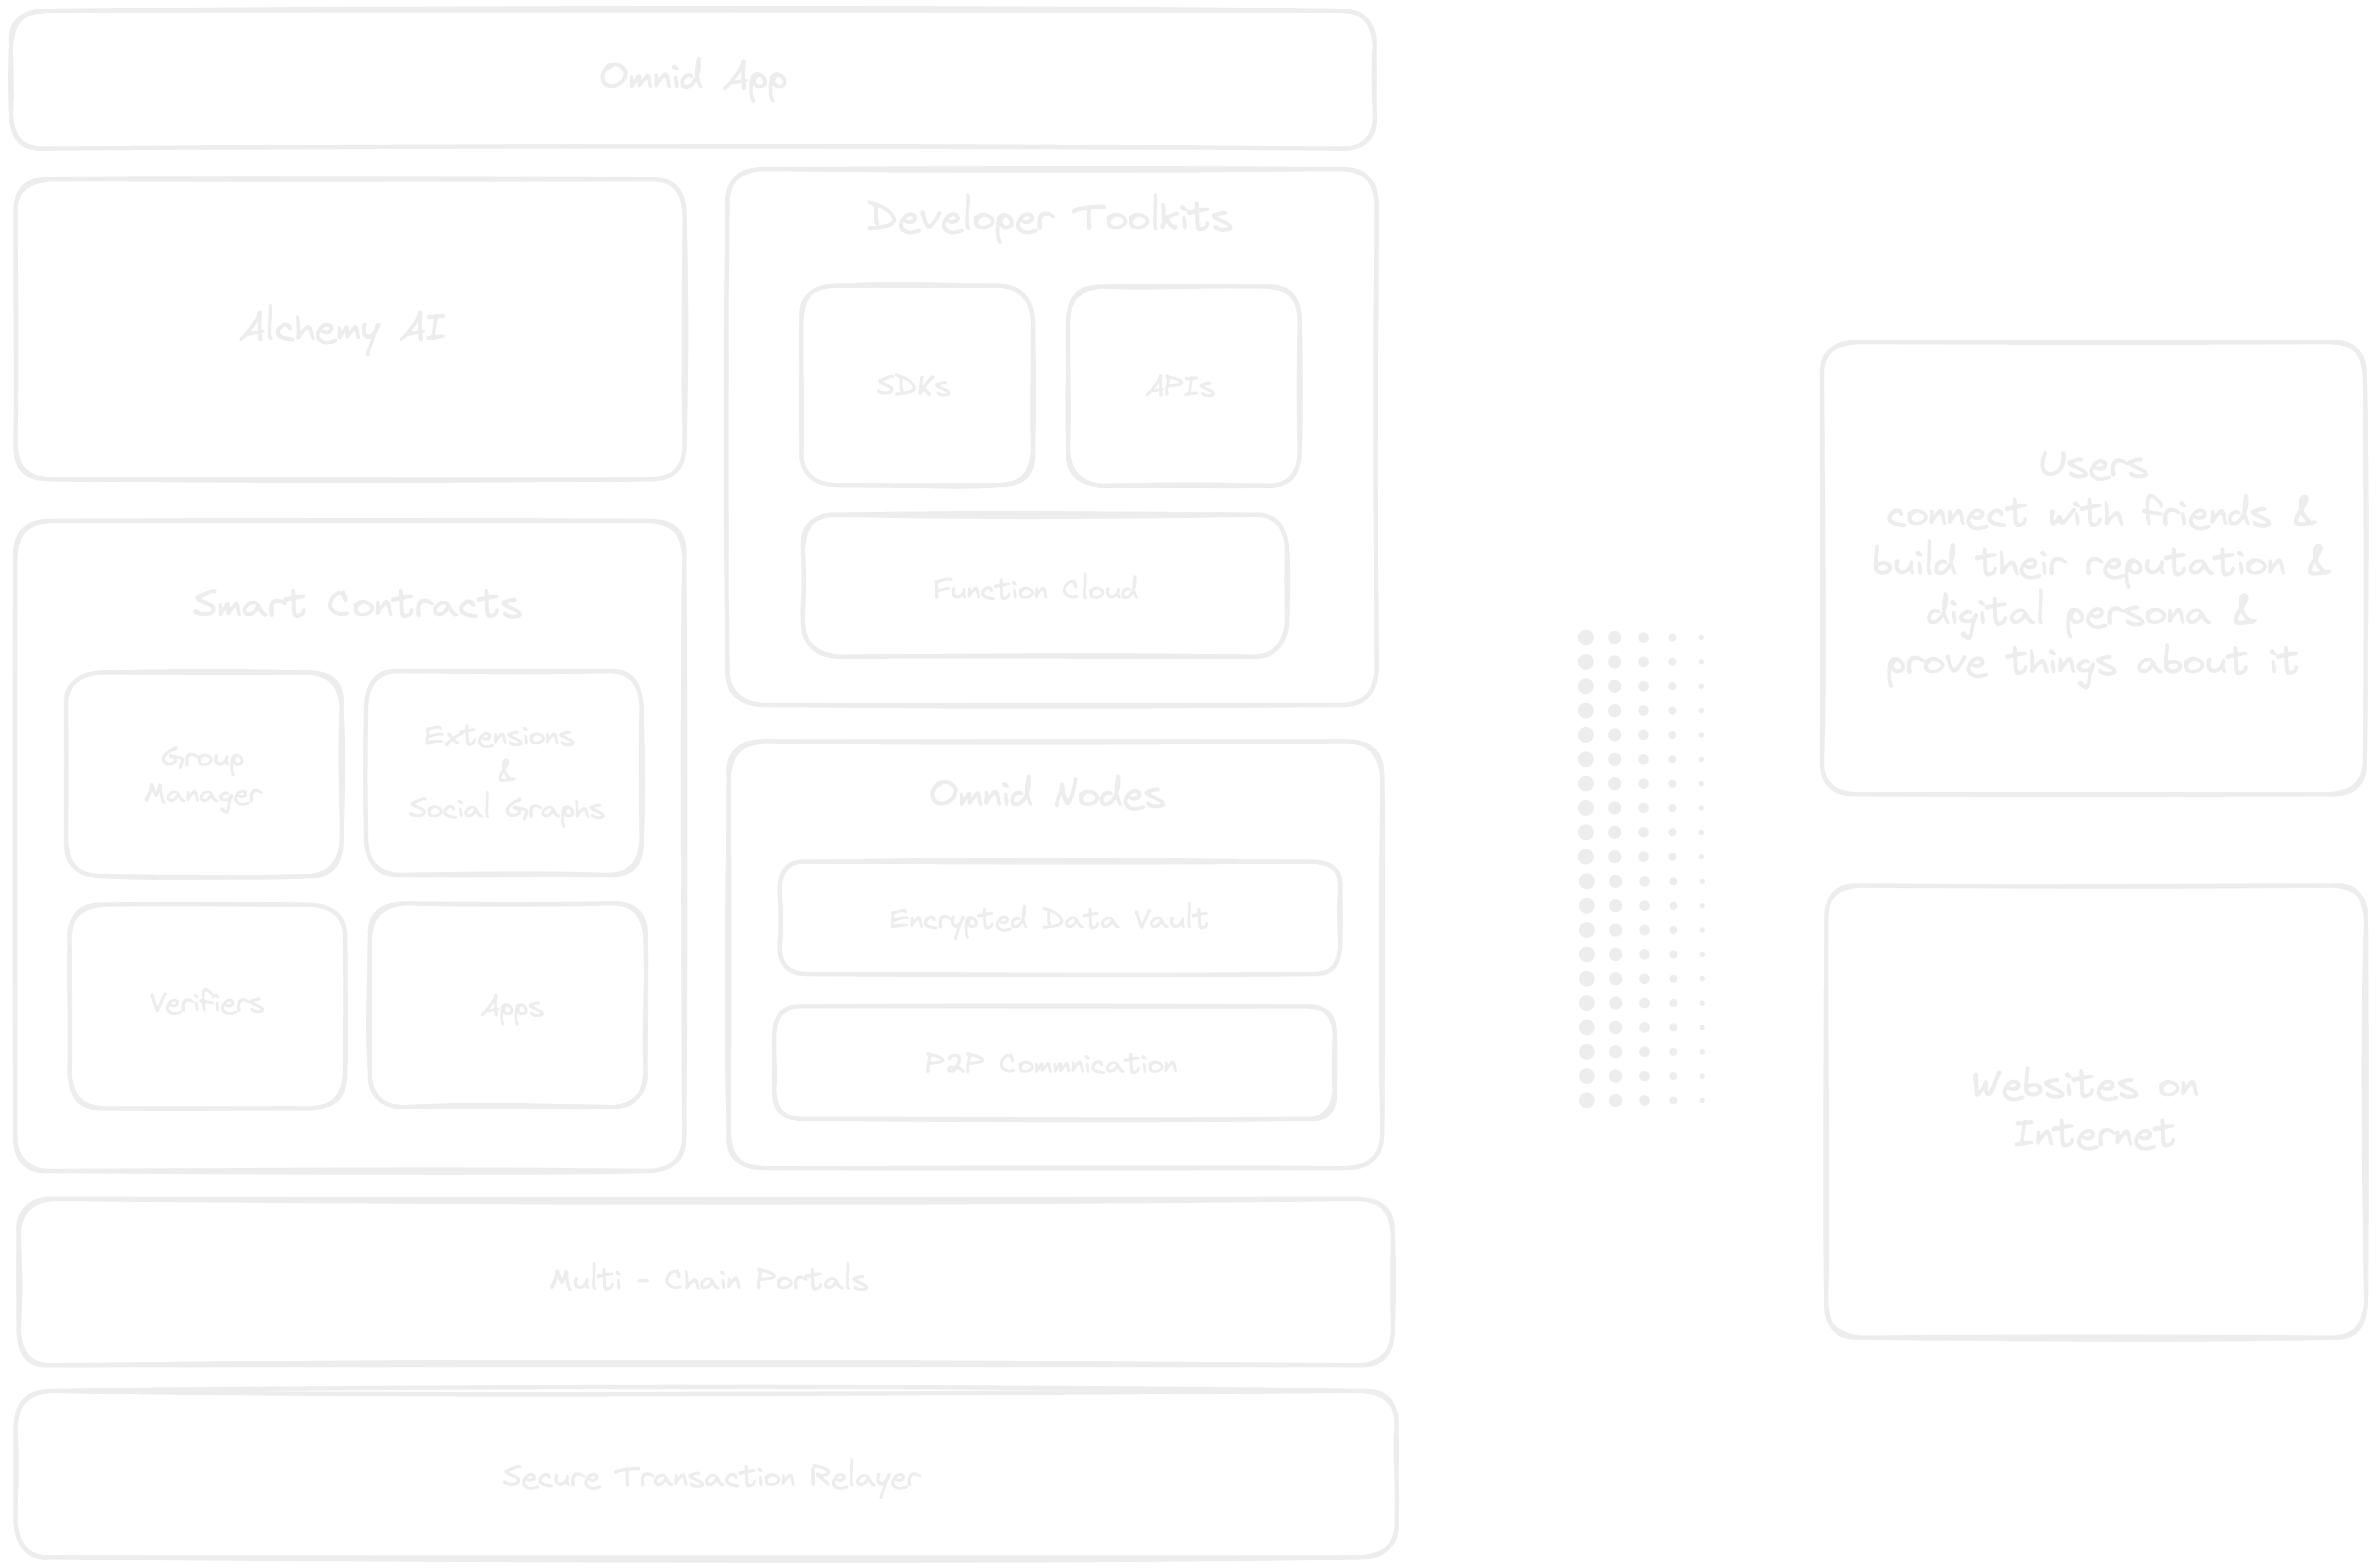 Omnid App
Alchemy AI
Developer Toolkits
SDKs
APIs
Function Cloud
Smart Contracts
Group
Manager
Extensions
&
Social Graphs
Verifiers
Apps
Omnid Nodes
Encrypted Data Vault
P2P Commnication
Multi - Chain Portals
Secure Transaction Relayer
Users
connect with friends &
build their reputation &
digital persona &
prove things about it
Websites on
Internet